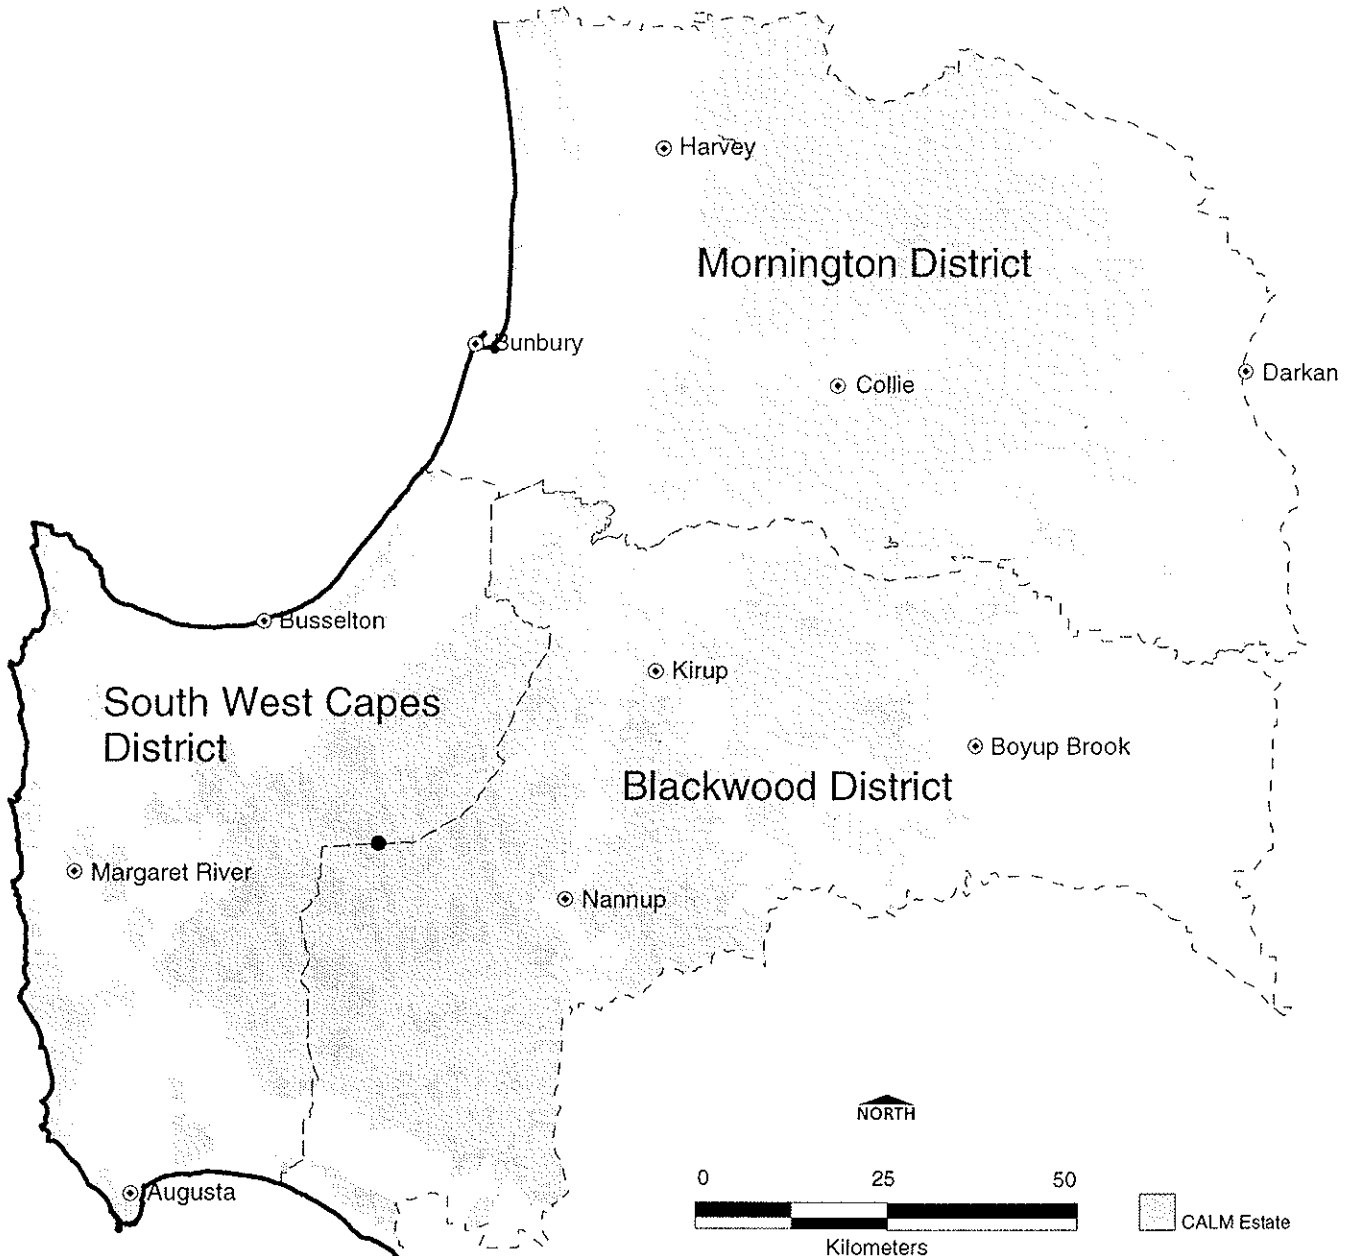 Harvey
Mornington District
Bunbury
Collie
Darkan
Busselton
Kirup
South West Capes
District
Boyup Brook
Blackwood District
Margaret River
Nannup
NORTH
0 25 50
Augusta
CALM Estate
Kilometers